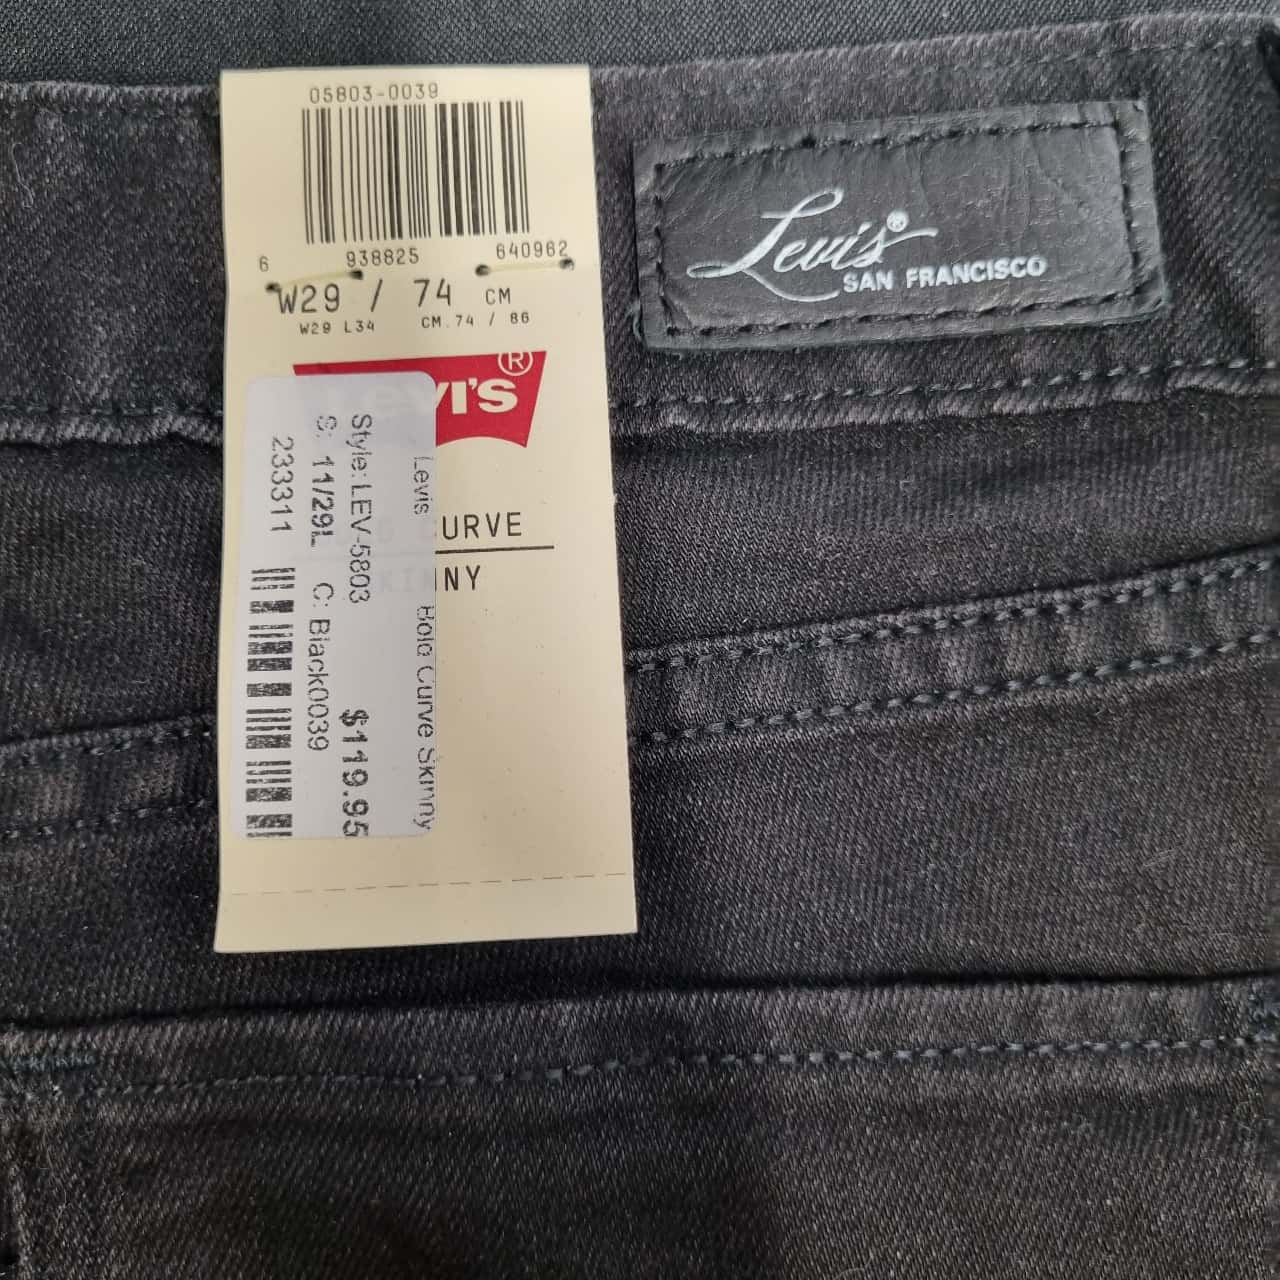 05803-0039
6 938825 640962
W29 / 74 CM
W29 L34 CM.74 / 86
Levi's®
CURVE
SKINNY
Levis Bold Curve Skinny
Style: LEV-5803 $119.95
S: 11/29L C: Black0039
233311
Levi's®
SAN FRANCISCO